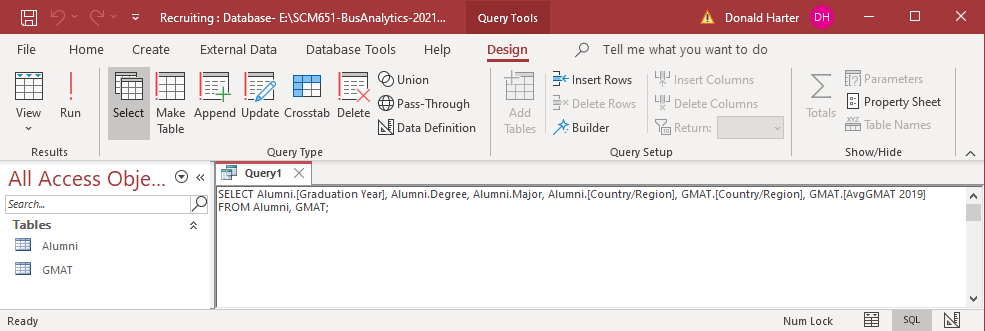 Recruiting : Database- E:\SCM651-BusAnalytics-2021... Query Tools Donald Harter DH
File Home Create External Data Database Tools Help Design Tell me what you want to do
View Run Select Make Table Append Update Crosstab Delete
Union
Pass-Through
Data Definition
Add Tables
Insert Rows
Delete Rows
Builder
Insert Columns
Delete Columns
Return:
Totals
Parameters
Property Sheet
XYZ Table Names
Results Query Type Query Setup Show/Hide
All Access Obje...
Search...
Tables
Alumni
GMAT
Query1
SELECT Alumni.[Graduation Year], Alumni.Degree, Alumni.Major, Alumni.[Country/Region], GMAT.[Country/Region], GMAT.[AvgGMAT 2019]
FROM Alumni, GMAT;
Ready Num Lock SQL